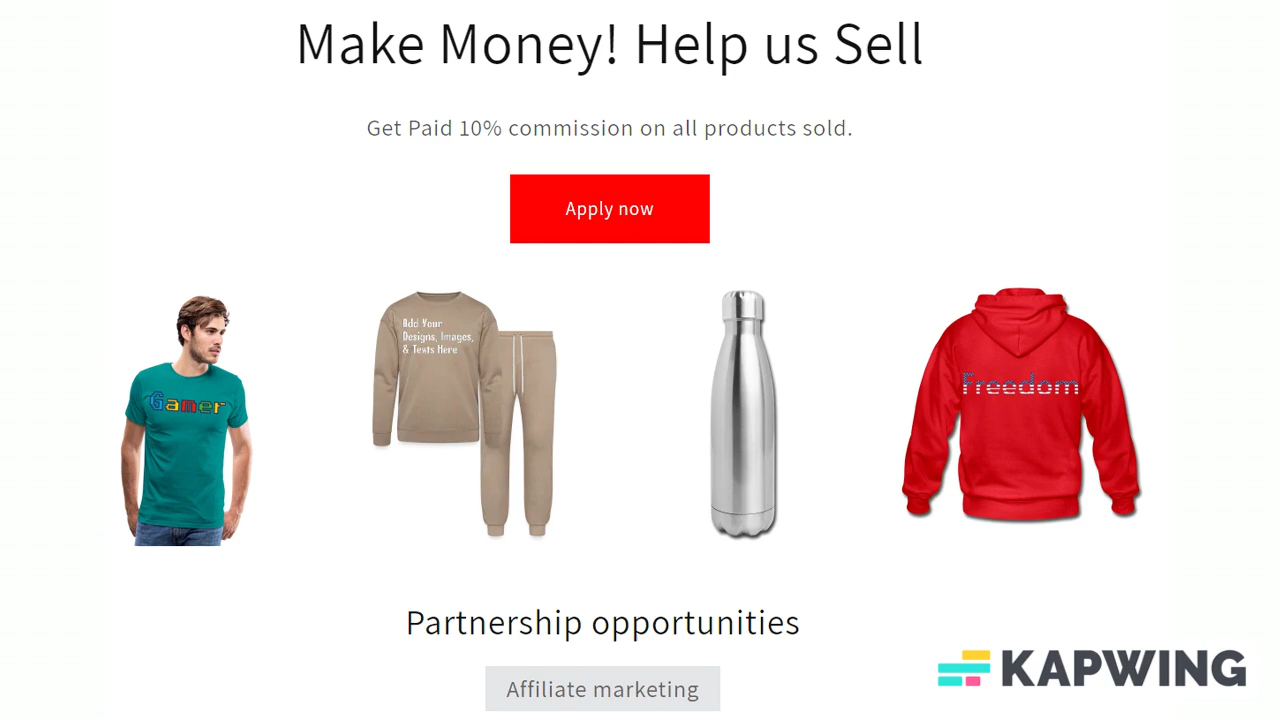 Make Money! Help us Sell
Get Paid 10% commission on all products sold.
Apply now
Gamer
Add Your
Designs, Images,
& Texts Here
Freedom
Partnership opportunities
Affiliate marketing
KAPWING